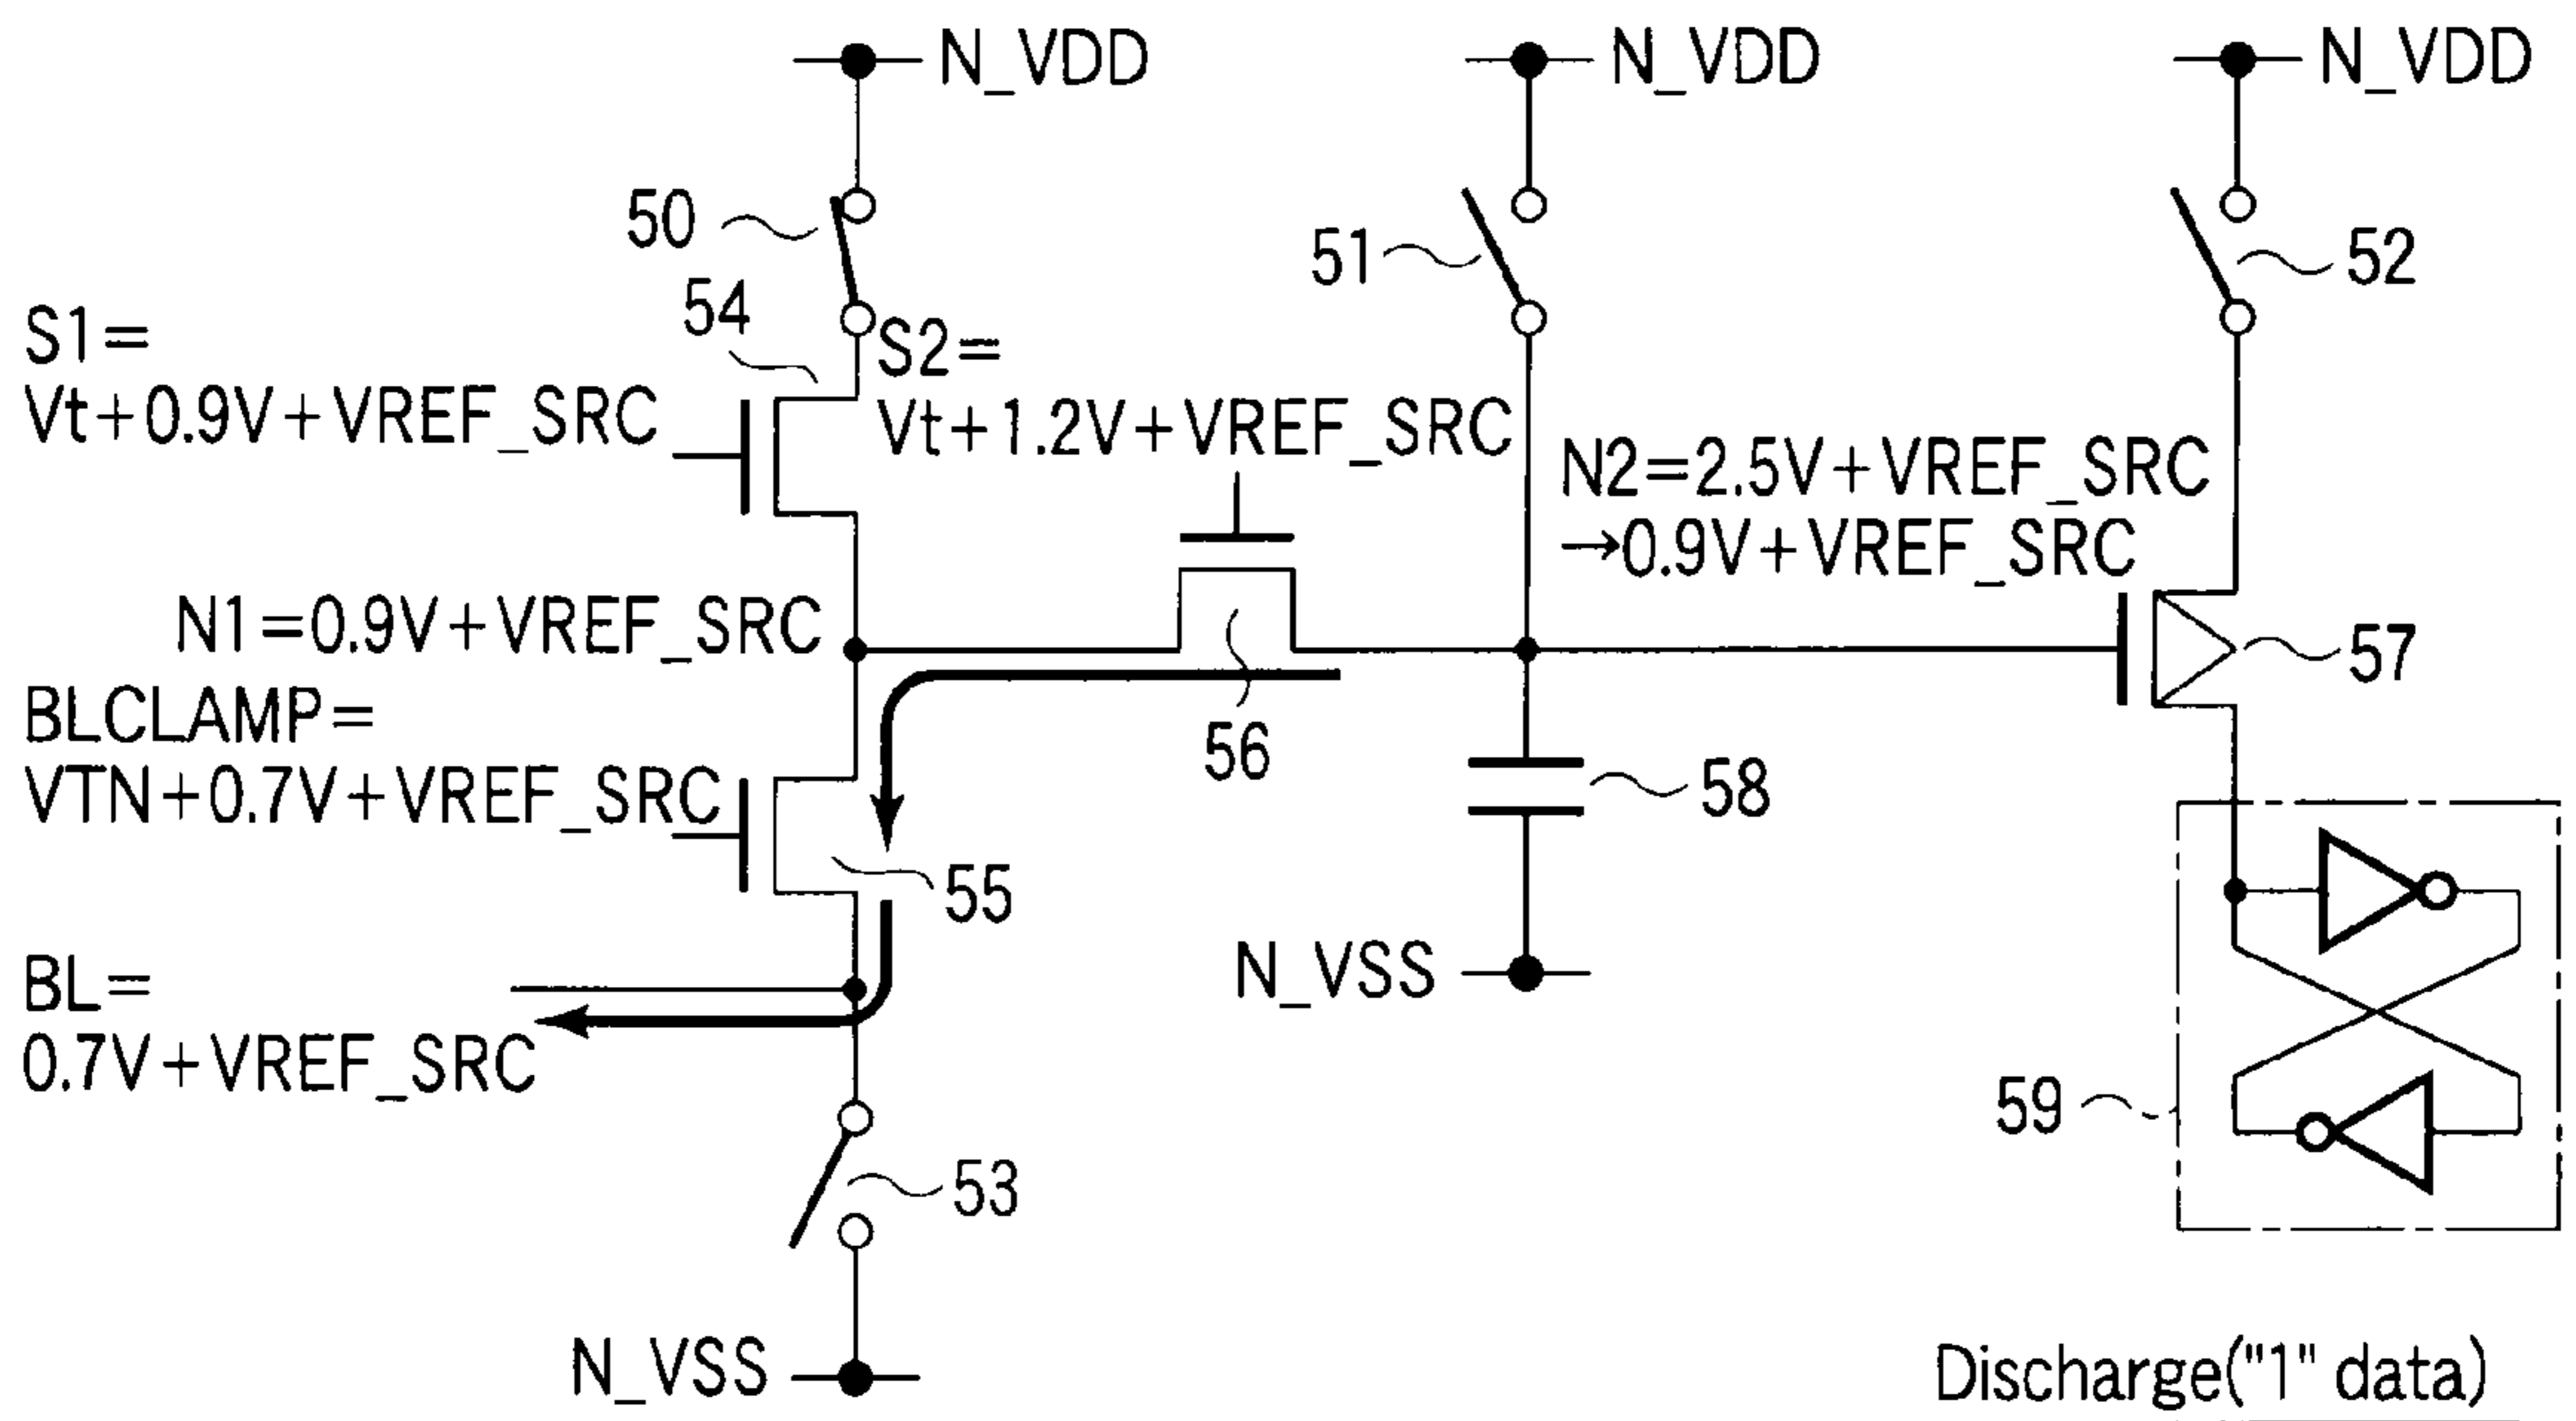 N_VDD
N_VDD
N_VDD
50
51
52
54
S1=
Vt+0.9V+VREF_SRC
S2=
Vt+1.2V+VREF_SRC
N2=2.5V+VREF_SRC
→0.9V+VREF_SRC
N1=0.9V+VREF_SRC
57
BLCLAMP=
VTN+0.7V+VREF_SRC
56
58
55
BL=
0.7V+VREF_SRC
N_VSS
59
53
N_VSS
Discharge("1" data)